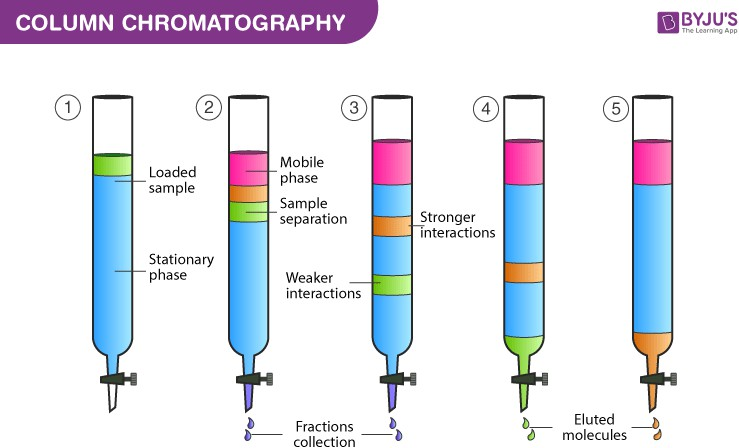 COLUMN CHROMATOGRAPHY
BYJU'S
The Learning App
1
2
3
4
5
Loaded
sample
Stationary
phase
Mobile
phase
Sample
separation
Weaker
interactions
Stronger
interactions
Fractions
collection
Eluted
molecules